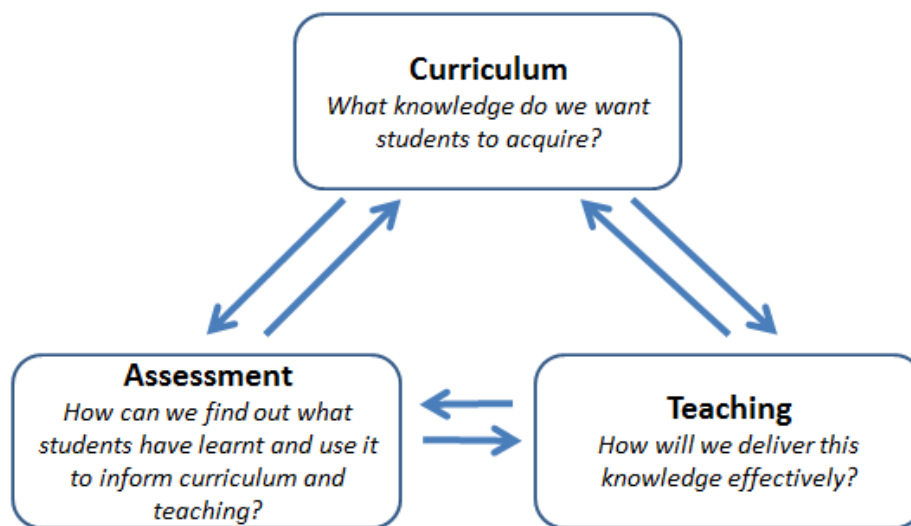 Curriculum
What knowledge do we want
students to acquire?
Assessment
How can we find out what
students have learnt and use it
to inform curriculum and
teaching?
Teaching
How will we deliver this
knowledge effectively?